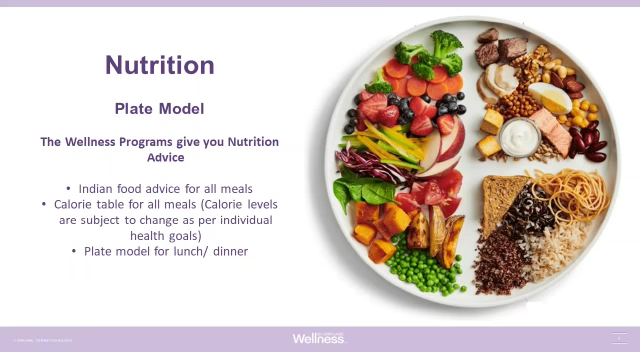 Nutrition
Plate Model
The Wellness Programs give you Nutrition
Advice
• Indian food advice for all meals
• Calorie table for all meals (Calorie levels
are subject to change as per individual
health goals)
• Plate model for lunch/ dinner
Wellness